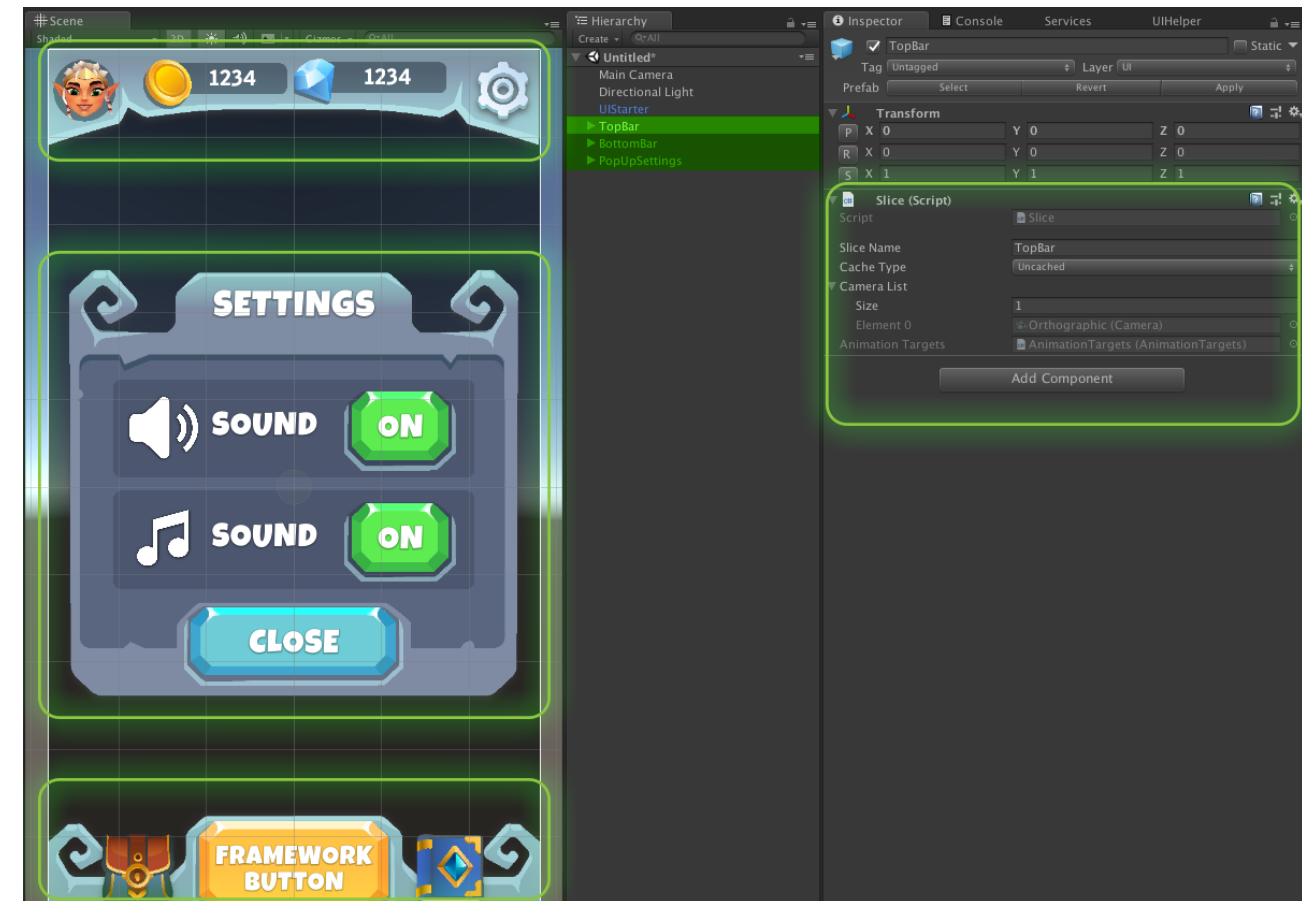 Scene
Shaded 2D Gizmos All
1234
1234
SETTINGS
SOUND ON
SOUND ON
CLOSE
FRAMEWORK
BUTTON
Hierarchy
Create All
Untitled*
Main Camera
Directional Light
UIStarter
TopBar
BottomBar
PopUpSettings
Inspector Console Services UIHelper
TopBar Static
Tag Untagged Layer UI
Prefab Select Revert Apply
Transform
P X 0 Y 0 Z 0
R X 0 Y 0 Z 0
S X 1 Y 1 Z 1
Slice (Script)
Script Slice
Slice Name TopBar
Cache Type Uncached
Camera List
Size 1
Element 0 Orthographic (Camera)
Animation Targets AnimationTargets (AnimationTargets)
Add Component